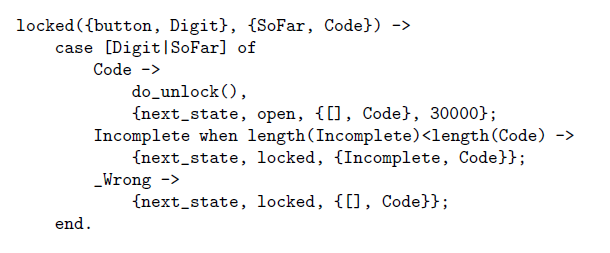 locked({button, Digit}, {SoFar, Code}) ->
    case [Digit|SoFar] of
        Code ->
            do_unlock(),
            {next_state, open, {[], Code}, 30000};
        Incomplete when length(Incomplete)<length(Code) ->
            {next_state, locked, {Incomplete, Code}};
        _Wrong ->
            {next_state, locked, {[], Code}};
    end.